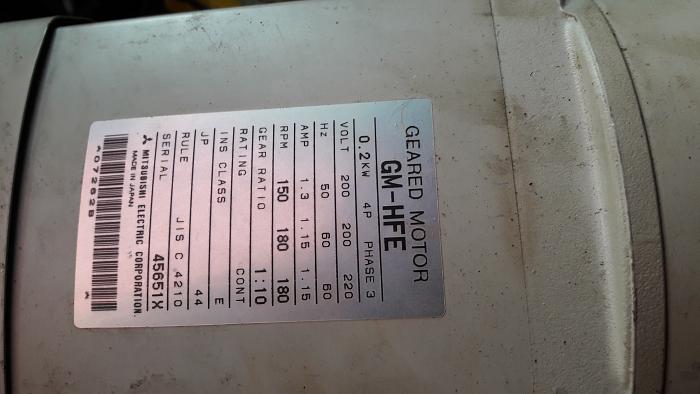 GEARED MOTOR
GM-HFE
0.2KW 4P PHASE 3
VOLT 200 200 220
Hz 50 60 60
AMP 1.3 1.15 1.15
RPM 150 180 180
GEAR RATIO 1:10
RATING CONT
INS CLASS E
JP 44
RULE JIS C 4210
SERIAL 45651X
MITSUBISHI ELECTRIC CORPORATION.
MADE IN JAPAN
A072262B A